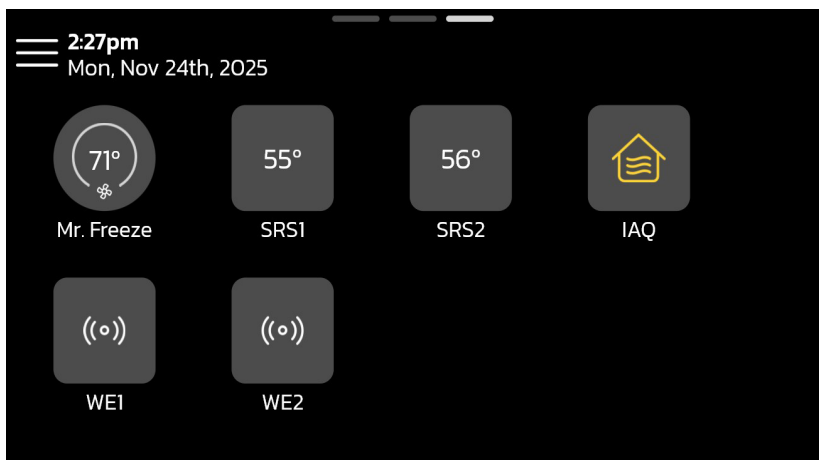 2:27pm
Mon, Nov 24th, 2025
71° 55° 56°
Mr. Freeze SRS1 SRS2 IAQ
WE1 WE2